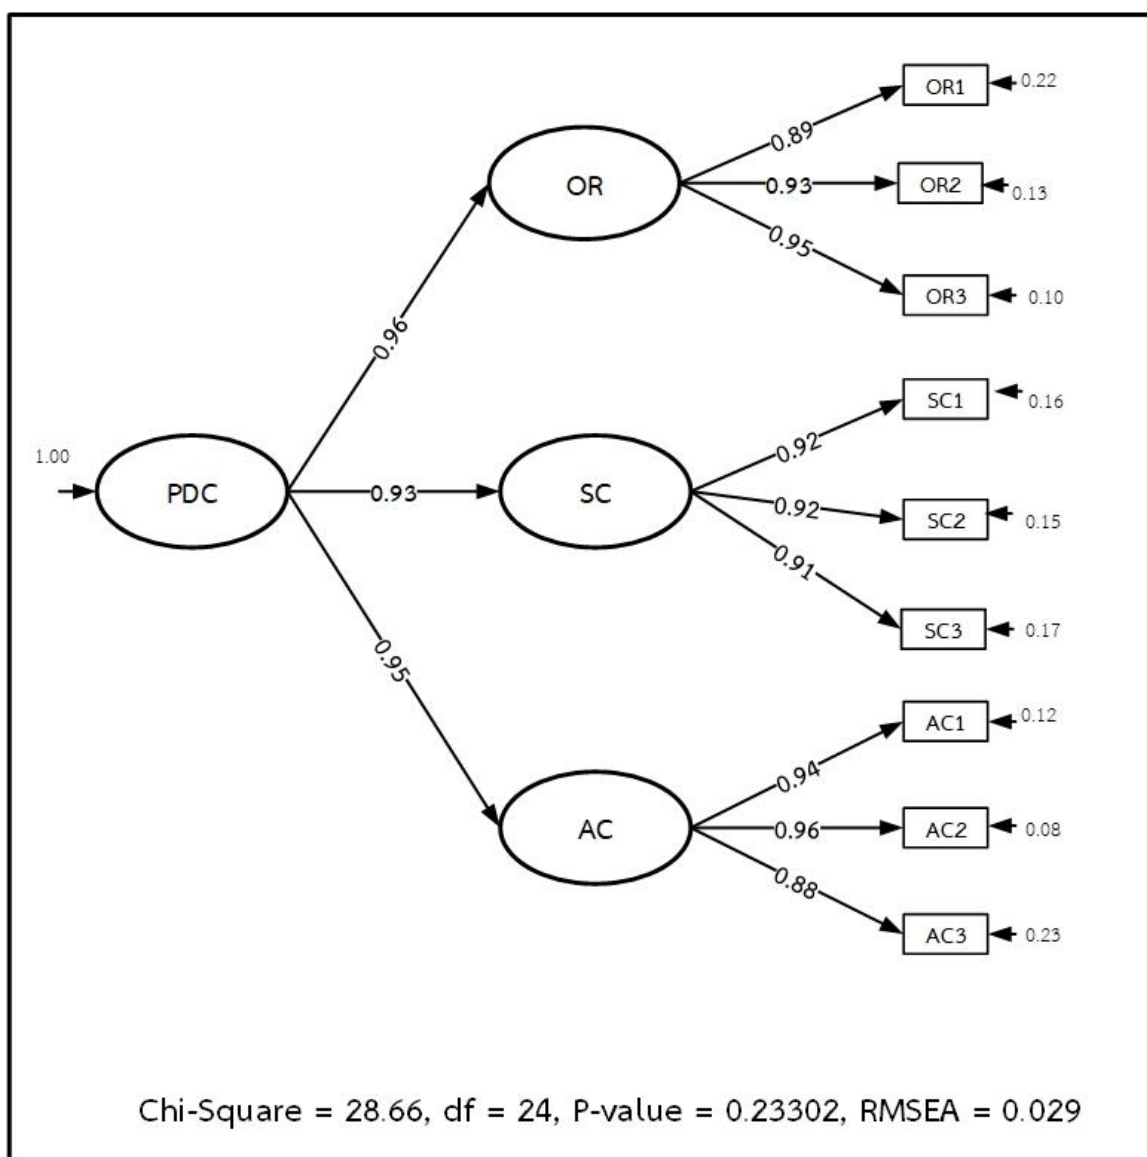 OR1
0.22
0.89
OR
OR2
0.93
0.13
0.95
OR3
0.10
0.96
SC1
0.16
0.92
1.00
PDC
0.93
SC
0.92
SC2
0.15
0.91
SC3
0.17
0.95
AC1
0.12
0.94
AC
0.96
AC2
0.08
0.88
AC3
0.23
Chi-Square = 28.66, df = 24, P-value = 0.23302, RMSEA = 0.029